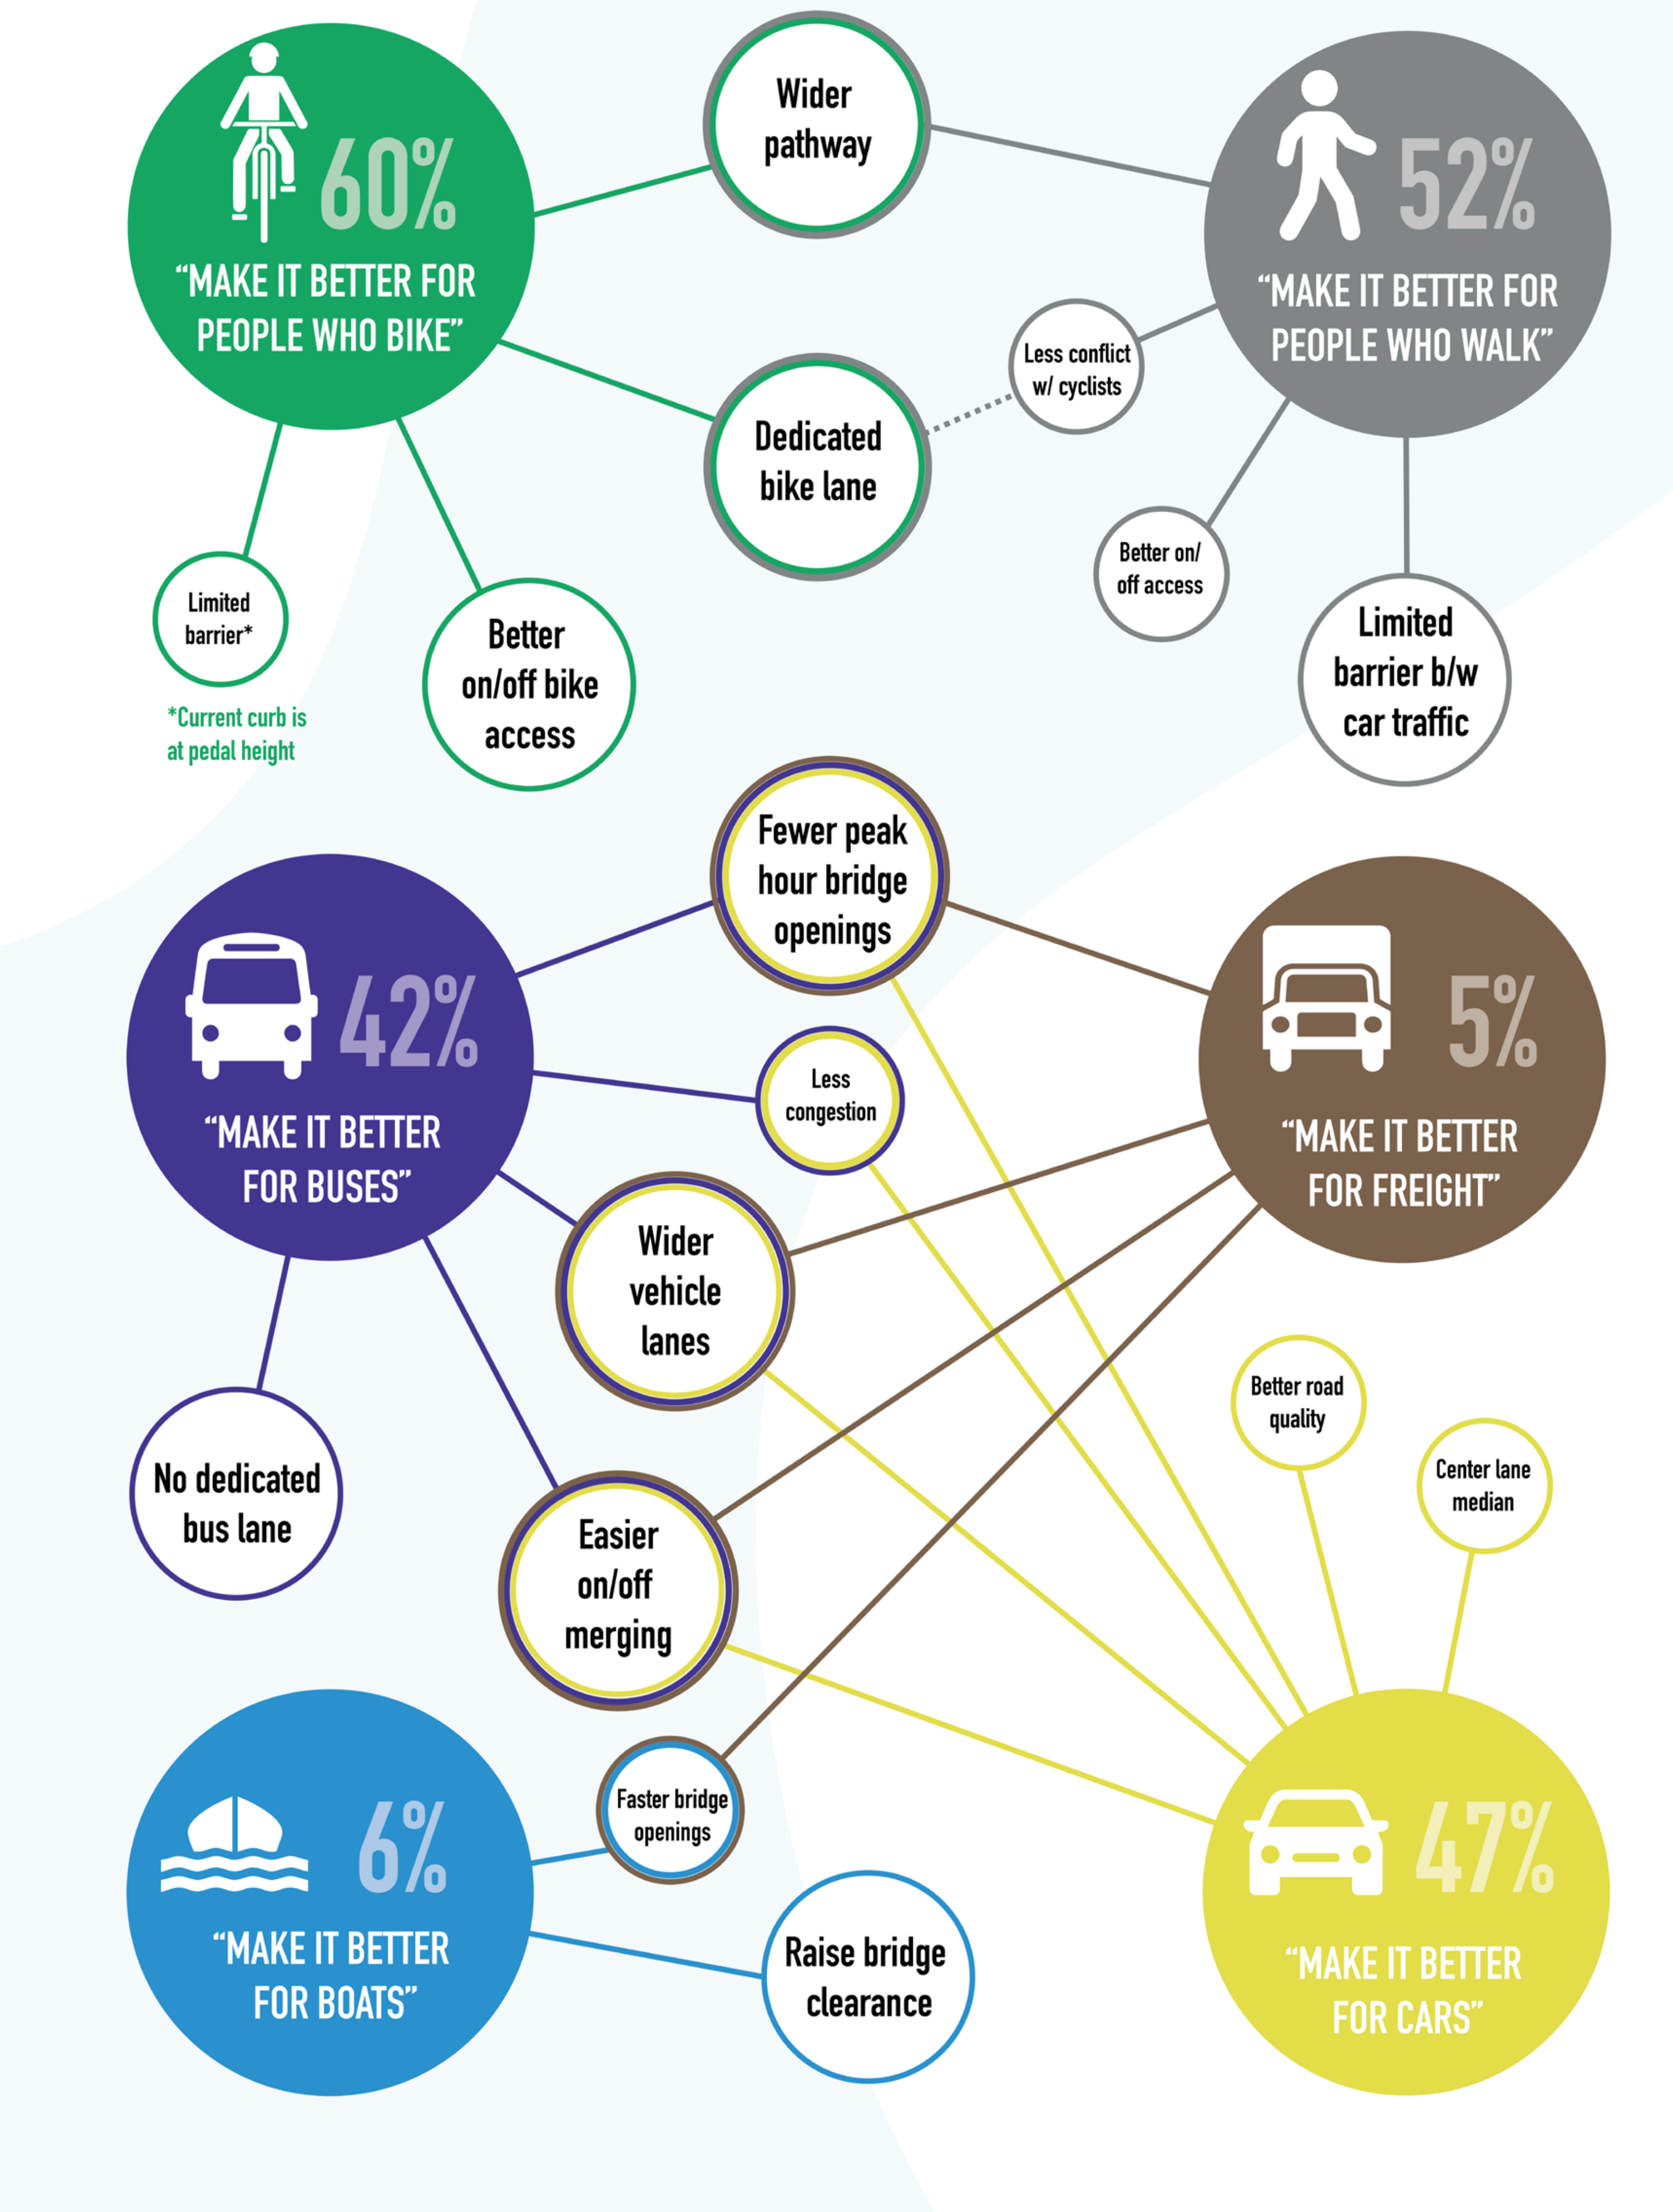 60%
“MAKE IT BETTER FOR
PEOPLE WHO BIKE”
Wider
pathway
52%
“MAKE IT BETTER FOR
PEOPLE WHO WALK”
Less conflict
w/ cyclists
Dedicated
bike lane
Better on/
off access
Limited
barrier*
*Current curb is
at pedal height
Better
on/off bike
access
Limited
barrier b/w
car traffic
Fewer peak
hour bridge
openings
42%
“MAKE IT BETTER
FOR BUSES”
Less
congestion
5%
“MAKE IT BETTER
FOR FREIGHT”
Wider
vehicle
lanes
No dedicated
bus lane
Easier
on/off
merging
Better road
quality
Center lane
median
6%
“MAKE IT BETTER
FOR BOATS”
Faster bridge
openings
Raise bridge
clearance
47%
“MAKE IT BETTER
FOR CARS”